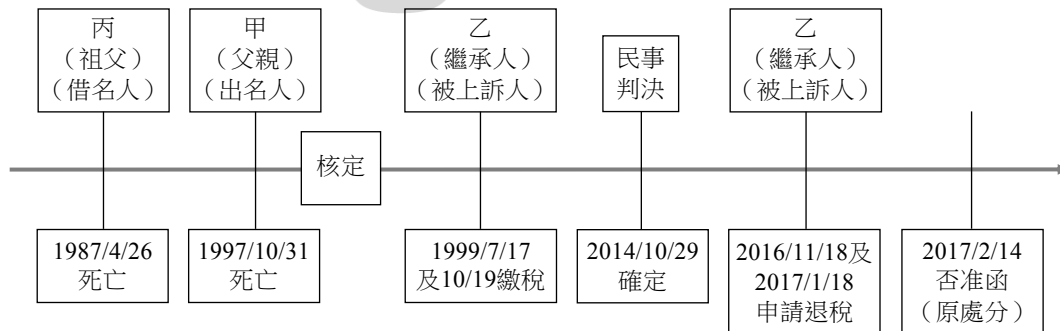 丙
（祖父）
（借名人）
甲
（父親）
（出名人）
乙
（繼承人）
（被上訴人）
民事
判決
乙
（繼承人）
（被上訴人）
核定
1987/4/26
死亡
1997/10/31
死亡
1999/7/17
及10/19繳稅
2014/10/29
確定
2016/11/18及
2017/1/18
申請退稅
2017/2/14
否准函
（原處分）